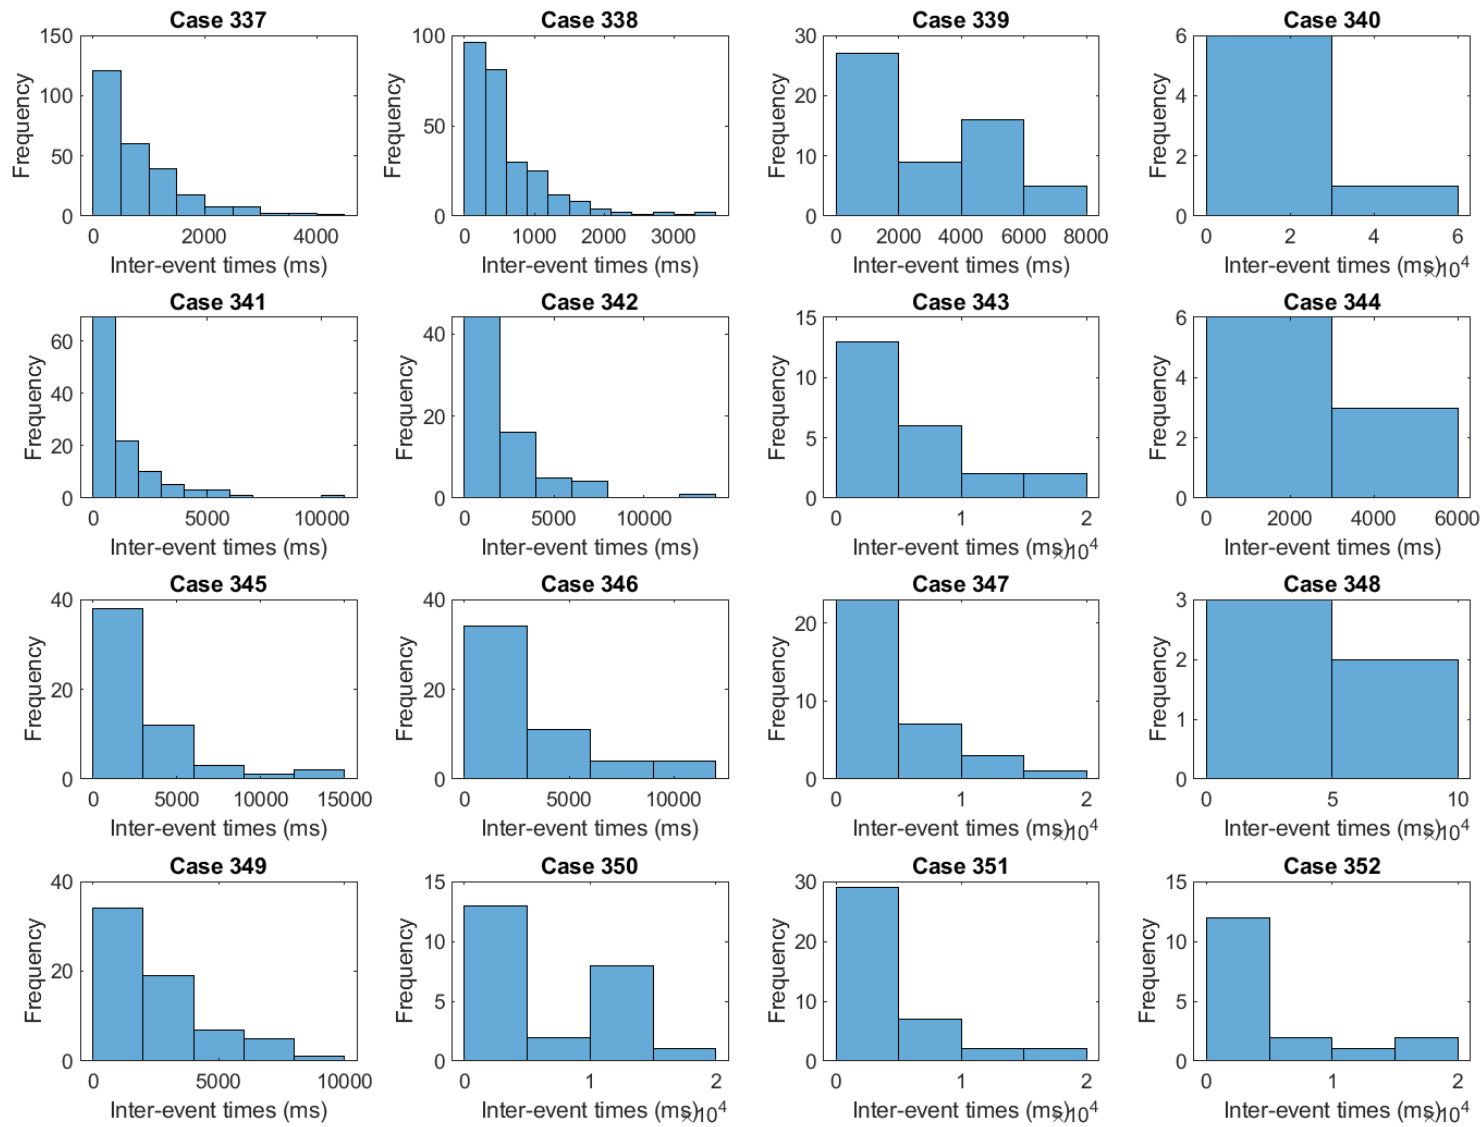 Case 337
150
100
50
0
Frequency
0 2000 4000
Inter-event times (ms)
Case 338
100
50
0
Frequency
0 1000 2000 3000
Inter-event times (ms)
Case 339
30
20
10
0
Frequency
0 2000 4000 6000 8000
Inter-event times (ms)
Case 340
6
4
2
0
Frequency
0 2 4 6
Inter-event times (ms)
×10^4
Case 341
60
40
20
0
Frequency
0 5000 10000
Inter-event times (ms)
Case 342
40
20
0
Frequency
0 5000 10000
Inter-event times (ms)
Case 343
15
10
5
0
Frequency
0 1 2
Inter-event times (ms)
×10^4
Case 344
6
4
2
0
Frequency
0 2000 4000 6000
Inter-event times (ms)
Case 345
40
20
0
Frequency
0 5000 10000 15000
Inter-event times (ms)
Case 346
40
20
0
Frequency
0 5000 10000
Inter-event times (ms)
Case 347
20
10
0
Frequency
0 1 2
Inter-event times (ms)
×10^4
Case 348
3
2
1
0
Frequency
0 5 10
Inter-event times (ms)
×10^4
Case 349
40
20
0
Frequency
0 5000 10000
Inter-event times (ms)
Case 350
15
10
5
0
Frequency
0 1 2
Inter-event times (ms)
×10^4
Case 351
30
20
10
0
Frequency
0 1 2
Inter-event times (ms)
×10^4
Case 352
15
10
5
0
Frequency
0 1 2
Inter-event times (ms)
×10^4